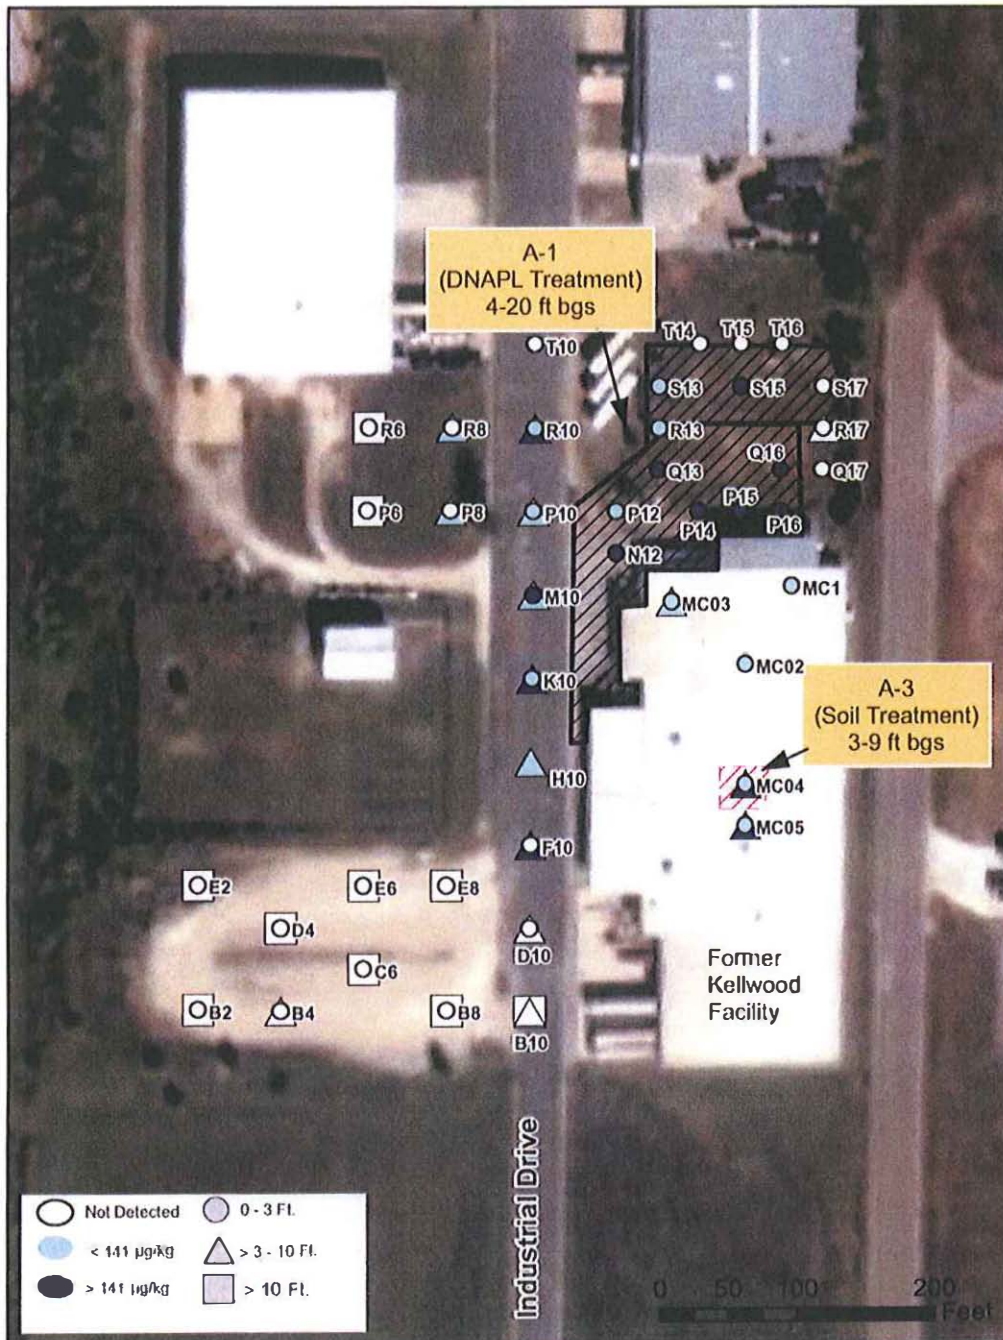 A-1
(DNAPL Treatment)
4-20 ft bgs
T10
T14
T15
T16
S13
S15
S17
R6
R8
R10
R13
R17
Q13
Q16
Q17
P6
P8
P10
P12
P14
P15
P16
N12
M10
MC03
MC1
K10
MC02
A-3
(Soil Treatment)
3-9 ft bgs
H10
MC04
MC05
F10
E2
E6
E8
D4
D10
C6
Former
Kellwood
Facility
B2
B4
B8
B10
Industrial Drive
Not Detected
0 - 3 Ft.
< 141 µg/kg
> 3 - 10 Ft.
> 141 µg/kg
> 10 Ft.
0 50 100 200
Feet